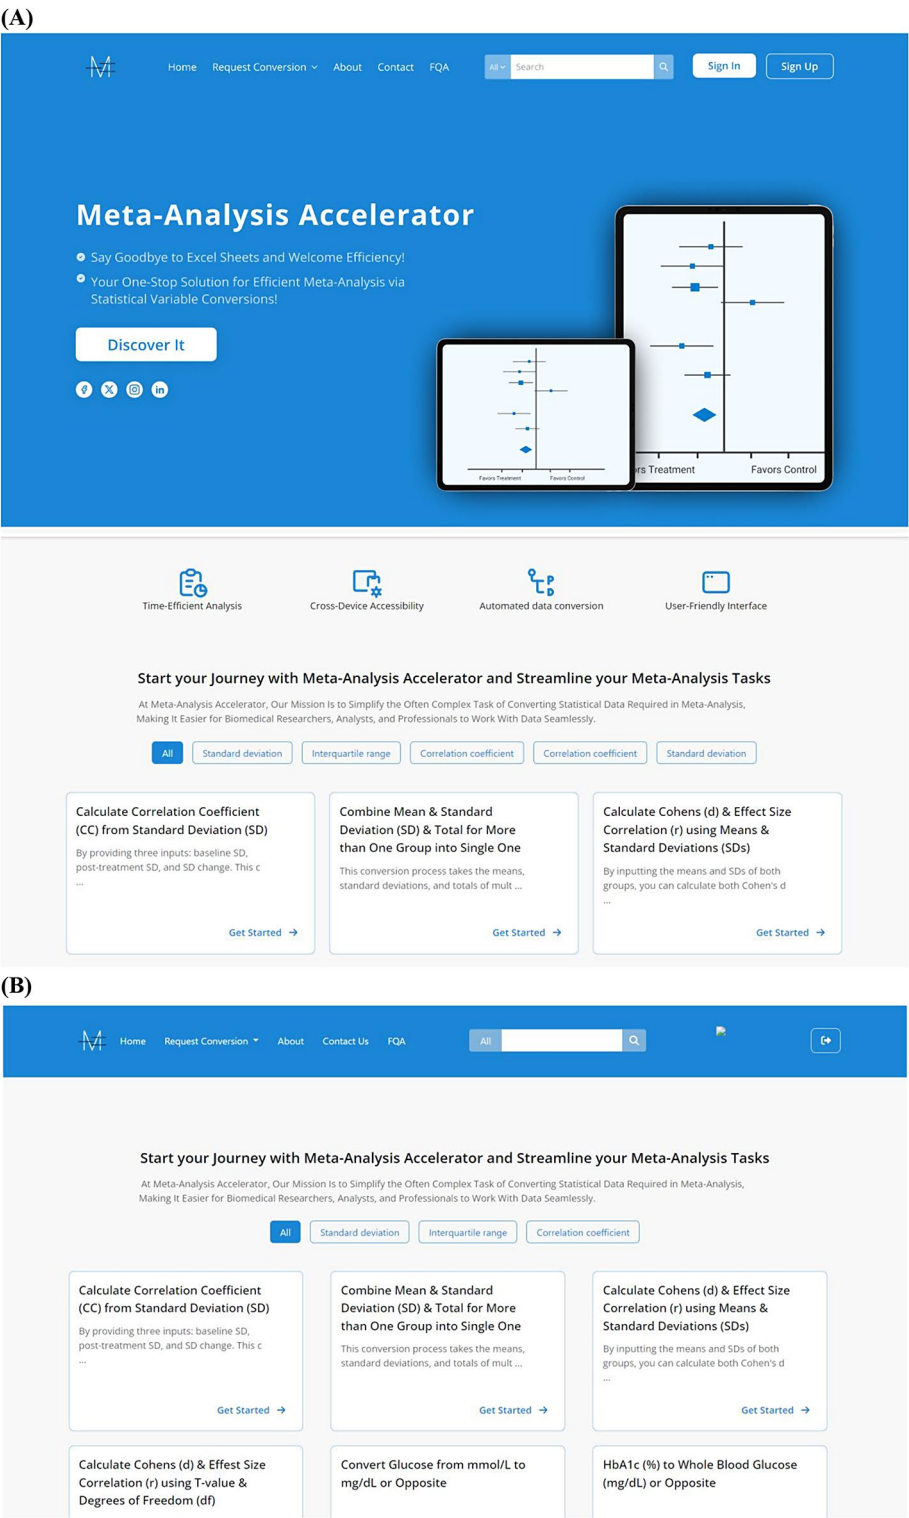 (A)
M
Home Request Conversion About Contact FQA All Search Sign In Sign Up
Meta-Analysis Accelerator
Say Goodbye to Excel Sheets and Welcome Efficiency!
Your One-Stop Solution for Efficient Meta-Analysis via
Statistical Variable Conversions!
Discover It
Favors Treatment Favors Control
rs Treatment Favors Control
P
D
Time-Efficient Analysis Cross-Device Accessibility Automated data conversion User-Friendly Interface
Start your Journey with Meta-Analysis Accelerator and Streamline your Meta-Analysis Tasks
At Meta-Analysis Accelerator, Our Mission Is to Simplify the Often Complex Task of Converting Statistical Data Required in Meta-Analysis,
Making It Easier for Biomedical Researchers, Analysts, and Professionals to Work With Data Seamlessly.
All Standard deviation Interquartile range Correlation coefficient Correlation coefficient Standard deviation
Calculate Correlation Coefficient
(CC) from Standard Deviation (SD)
By providing three inputs: baseline SD,
post-treatment SD, and SD change. This c
...
Get Started
Combine Mean & Standard
Deviation (SD) & Total for More
than One Group into Single One
This conversion process takes the means,
standard deviations, and totals of mult ...
Get Started
Calculate Cohens (d) & Effect Size
Correlation (r) using Means &
Standard Deviations (SDs)
By inputting the means and SDs of both
groups, you can calculate both Cohen's d
...
Get Started
(B)
M
Home Request Conversion About Contact Us FQA All
Start your Journey with Meta-Analysis Accelerator and Streamline your Meta-Analysis Tasks
At Meta-Analysis Accelerator, Our Mission Is to Simplify the Often Complex Task of Converting Statistical Data Required in Meta-Analysis,
Making It Easier for Biomedical Researchers, Analysts, and Professionals to Work With Data Seamlessly.
All Standard deviation Interquartile range Correlation coefficient
Calculate Correlation Coefficient
(CC) from Standard Deviation (SD)
By providing three inputs: baseline SD,
post-treatment SD, and SD change. This c
...
Get Started
Combine Mean & Standard
Deviation (SD) & Total for More
than One Group into Single One
This conversion process takes the means,
standard deviations, and totals of mult ...
Get Started
Calculate Cohens (d) & Effect Size
Correlation (r) using Means &
Standard Deviations (SDs)
By inputting the means and SDs of both
groups, you can calculate both Cohen's d
...
Get Started
Calculate Cohens (d) & Effest Size
Correlation (r) using T-value &
Degrees of Freedom (df)
Convert Glucose from mmol/L to
mg/dL or Opposite
HbA1c (%) to Whole Blood Glucose
(mg/dL) or Opposite